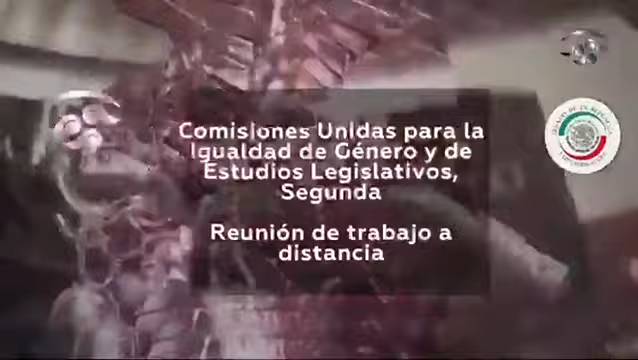 Comisiones Unidas para la
Igualdad de Género y de
Estudios Legislativos,
Segunda
Reunión de trabajo a
distancia